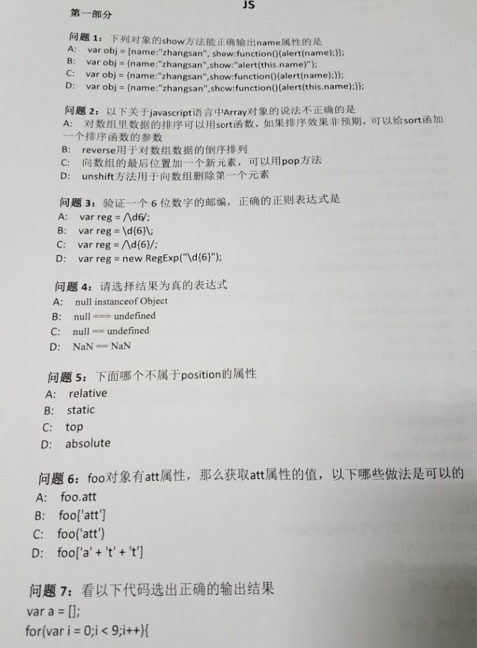 JS
第一部分
问题 1：下列对象的show方法能正确输出name属性的是
A: var obj = [name:"zhangsan", show:function(){alert(name);}];
B: var obj = {name:"zhangsan",show:"alert(this.name)"};
C: var obj = {name:"zhangsan",show:function(){alert(name);}};
D: var obj = {name:"zhangsan",show:function(){alert(this.name);}};
问题 2：以下关于javascript语言中Array对象的说法不正确的是
A: 对数组里数据的排序可以用sort函数，如果排序效果非预期，可以给sort函加
一个排序函数的参数
B: reverse用于对数组数据的倒序排列
C: 向数组的最后位置加一个新元素，可以用pop方法
D: unshift方法用于向数组删除第一个元素
问题 3：验证一个 6 位数字的邮编，正确的正则表达式是
A: var reg = /\d6/;
B: var reg = \d{6}\;
C: var reg = /\d{6}/;
D: var reg = new RegExp("\d{6}");
问题 4：请选择结果为真的表达式
A: null instanceof Object
B: null === undefined
C: null == undefined
D: NaN == NaN
问题 5：下面哪个不属于position的属性
A: relative
B: static
C: top
D: absolute
问题 6：foo对象有att属性，那么获取att属性的值，以下哪些做法是可以的
A: foo.att
B: foo['att']
C: foo('att')
D: foo['a' + 't' + 't']
问题 7：看以下代码选出正确的输出结果
var a = [];
for(var i = 0;i < 9;i++){